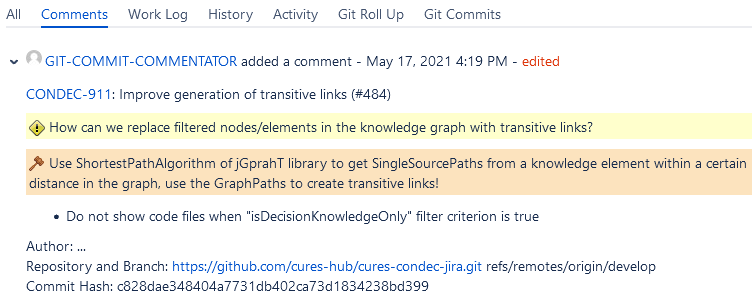 All Comments Work Log History Activity Git Roll Up Git Commits
GIT-COMMIT-COMMENTATOR added a comment - May 17, 2021 4:19 PM - edited
CONDEC-911: Improve generation of transitive links (#484)
How can we replace filtered nodes/elements in the knowledge graph with transitive links?
Use ShortestPathAlgorithm of jGprahT library to get SingleSourcePaths from a knowledge element within a certain
distance in the graph, use the GraphPaths to create transitive links!
• Do not show code files when "isDecisionKnowledgeOnly" filter criterion is true
Author: ...
Repository and Branch: https://github.com/cures-hub/cures-condec-jira.git refs/remotes/origin/develop
Commit Hash: c828dae348404a7731db402ca73d1834238bd399